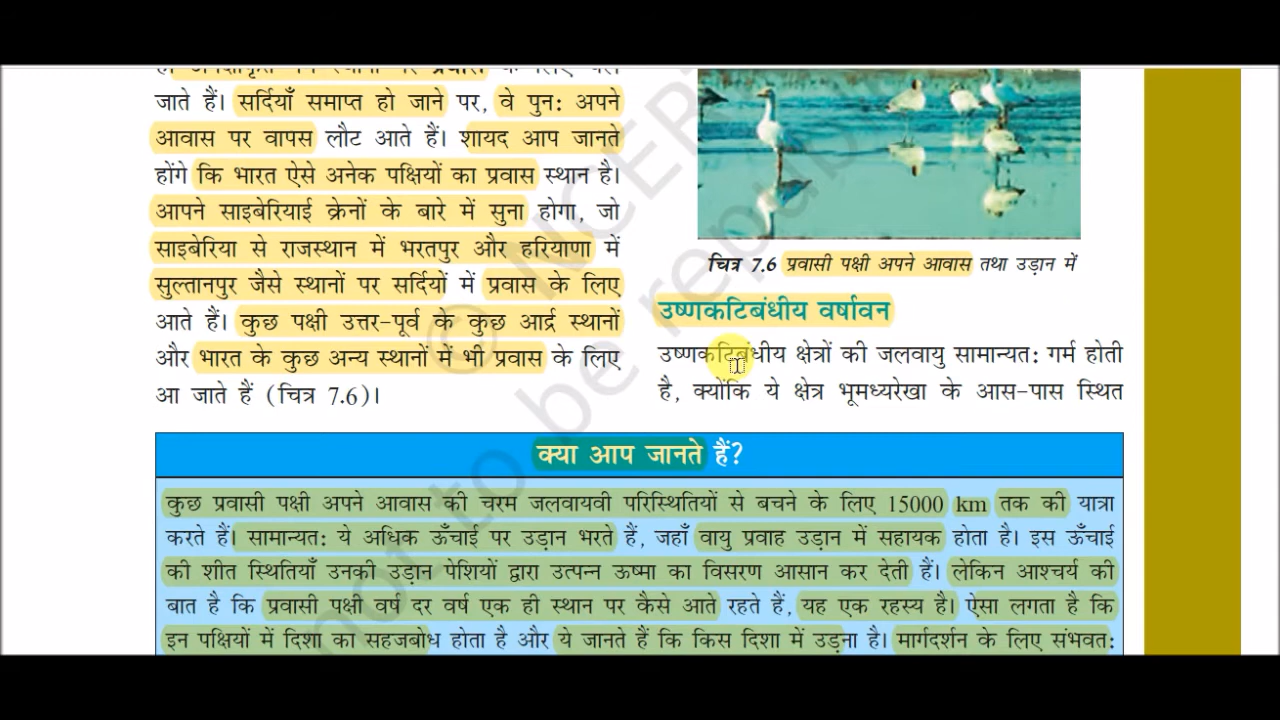 जाते हैं। सर्दियाँ समाप्त हो जाने पर, वे पुन: अपने
आवास पर वापस लौट आते हैं। शायद आप जानते
होंगे कि भारत ऐसे अनेक पक्षियों का प्रवास स्थान है।
आपने साइबेरियाई क्रेनों के बारे में सुना होगा, जो
साइबेरिया से राजस्थान में भरतपुर और हरियाणा में
सुल्तानपुर जैसे स्थानों पर सर्दियों में प्रवास के लिए
आते हैं। कुछ पक्षी उत्तर-पूर्व के कुछ आर्द्र स्थानों
और भारत के कुछ अन्य स्थानों में भी प्रवास के लिए
आ जाते हैं (चित्र 7.6)।
चित्र 7.6 प्रवासी पक्षी अपने आवास तथा उड़ान में
उष्णकटिबंधीय वर्षावन
उष्णकटिबंधीय क्षेत्रों की जलवायु सामान्यत: गर्म होती
है, क्योंकि ये क्षेत्र भूमध्यरेखा के आस-पास स्थित
क्या आप जानते हैं?
कुछ प्रवासी पक्षी अपने आवास की चरम जलवायवी परिस्थितियों से बचने के लिए 15000 km तक की यात्रा
करते हैं। सामान्यत: ये अधिक ऊँचाई पर उड़ान भरते हैं, जहाँ वायु प्रवाह उड़ान में सहायक होता है। इस ऊँचाई
की शीत स्थितियाँ उनकी उड़ान पेशियों द्वारा उत्पन्न ऊष्मा का विसरण आसान कर देती हैं। लेकिन आश्चर्य की
बात है कि प्रवासी पक्षी वर्ष दर वर्ष एक ही स्थान पर कैसे आते रहते हैं, यह एक रहस्य है। ऐसा लगता है कि
इन पक्षियों में दिशा का सहजबोध होता है और ये जानते हैं कि किस दिशा में उड़ना है। मार्गदर्शन के लिए संभवत:
© NCERT
not to be republ